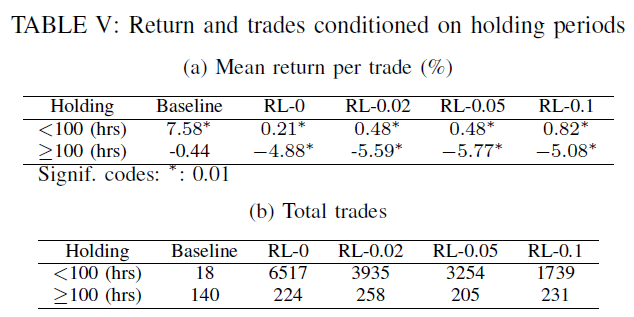 TABLE V: Return and trades conditioned on holding periods
(a) Mean return per trade (%)
Holding Baseline RL-0 RL-0.02 RL-0.05 RL-0.1
<100 (hrs) 7.58* 0.21* 0.48* 0.48* 0.82*
≥100 (hrs) -0.44 −4.88* -5.59* −5.77* −5.08*
Signif. codes: *: 0.01
(b) Total trades
Holding Baseline RL-0 RL-0.02 RL-0.05 RL-0.1
<100 (hrs) 18 6517 3935 3254 1739
≥100 (hrs) 140 224 258 205 231